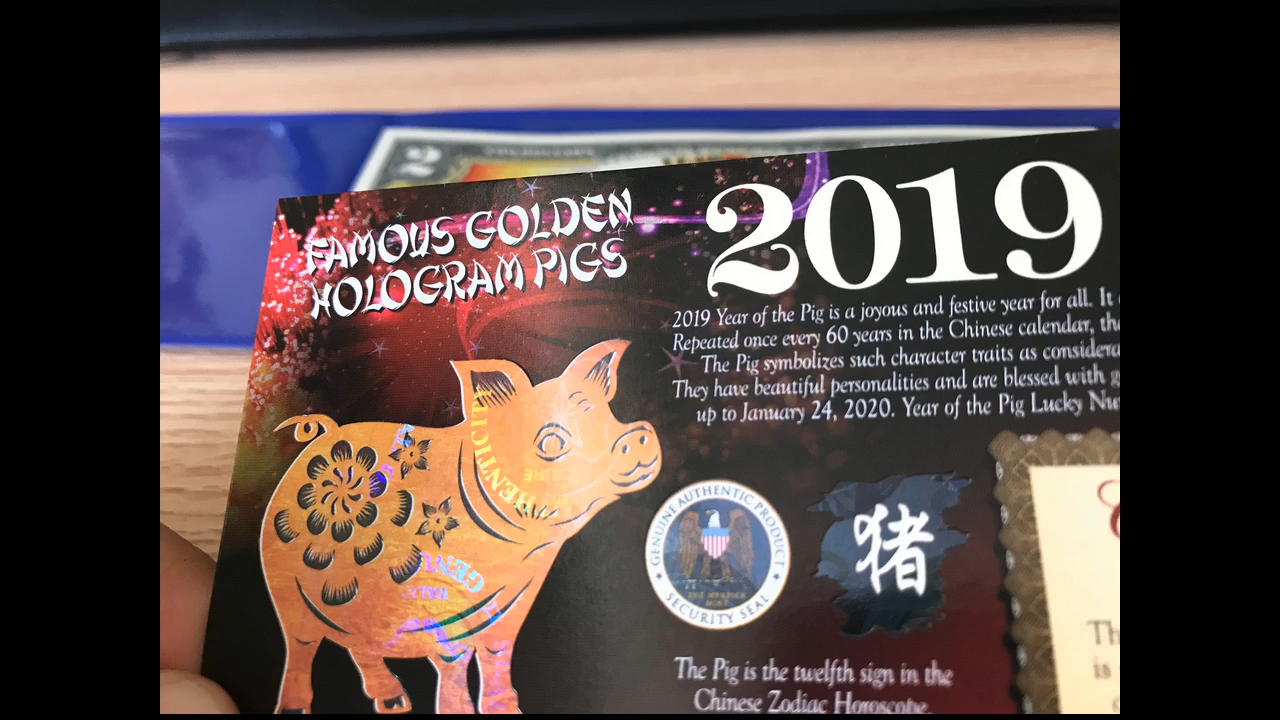 2
FAMOUS GOLDEN
HOLOGRAM PIGS
2019
2019 Year of the Pig is a joyous and festive year for all. It
Repeated once every 60 years in the Chinese calendar,
The Pig symbolizes such character traits as
They have beautiful personalities and are blessed with
up to January 24, 2020. Year of the Pig Lucky
GENUINE AUTHENTIC PRODUCT
SECURITY SEAL
猪
The Pig is the twelfth sign in the
Chinese Zodiac Horoscope.
is